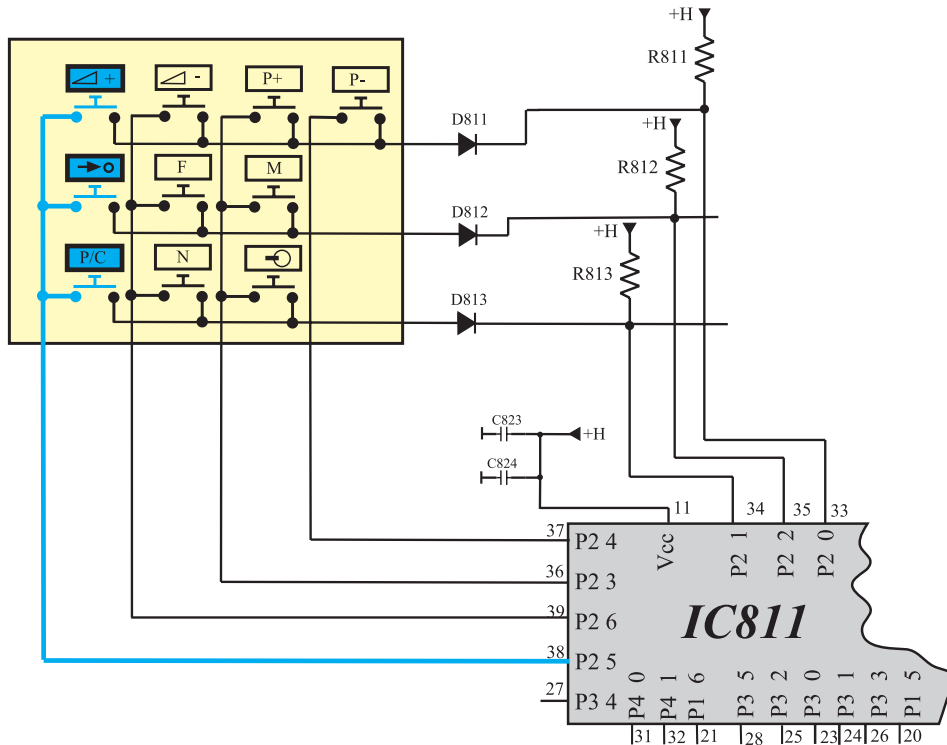 +H
R811
+ - P+ P-
D811
+H
R812
F M
D812
+H
R813
P/C N
D813
C823
+H
C824
11 34 35 33
37 P2 4
Vcc P2 1 P2 2 P2 0
36 P2 3
39 P2 6
IC811
38 P2 5
27 P3 4
P4 0 P4 1 P1 6 P3 5 P3 2 P3 0 P3 1 P3 3 P1 5
31 32 21 28 25 23 24 26 20